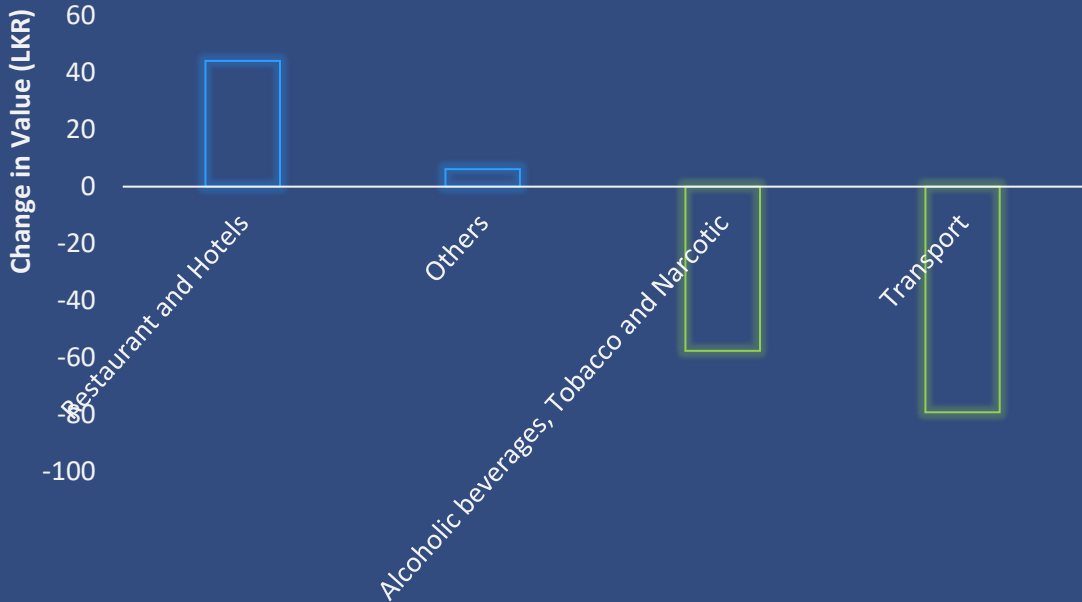 Change in Value (LKR)
60
40
20
0
-20
-40
-60
-80
-100
Restaurant and Hotels
Others
Alcoholic beverages, Tobacco and Narcotic
Transport